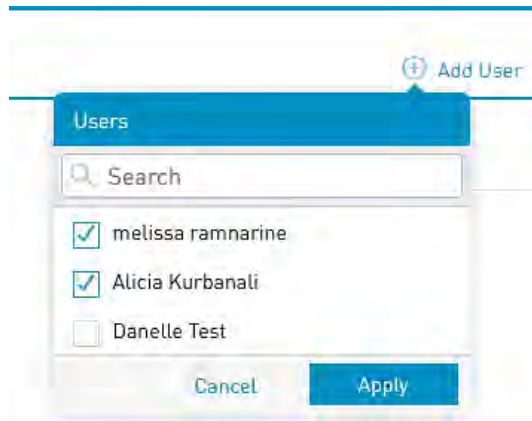 Add User
Users
Search
melissa ramnarine
Alicia Kurbanali
Danelle Test
Cancel Apply